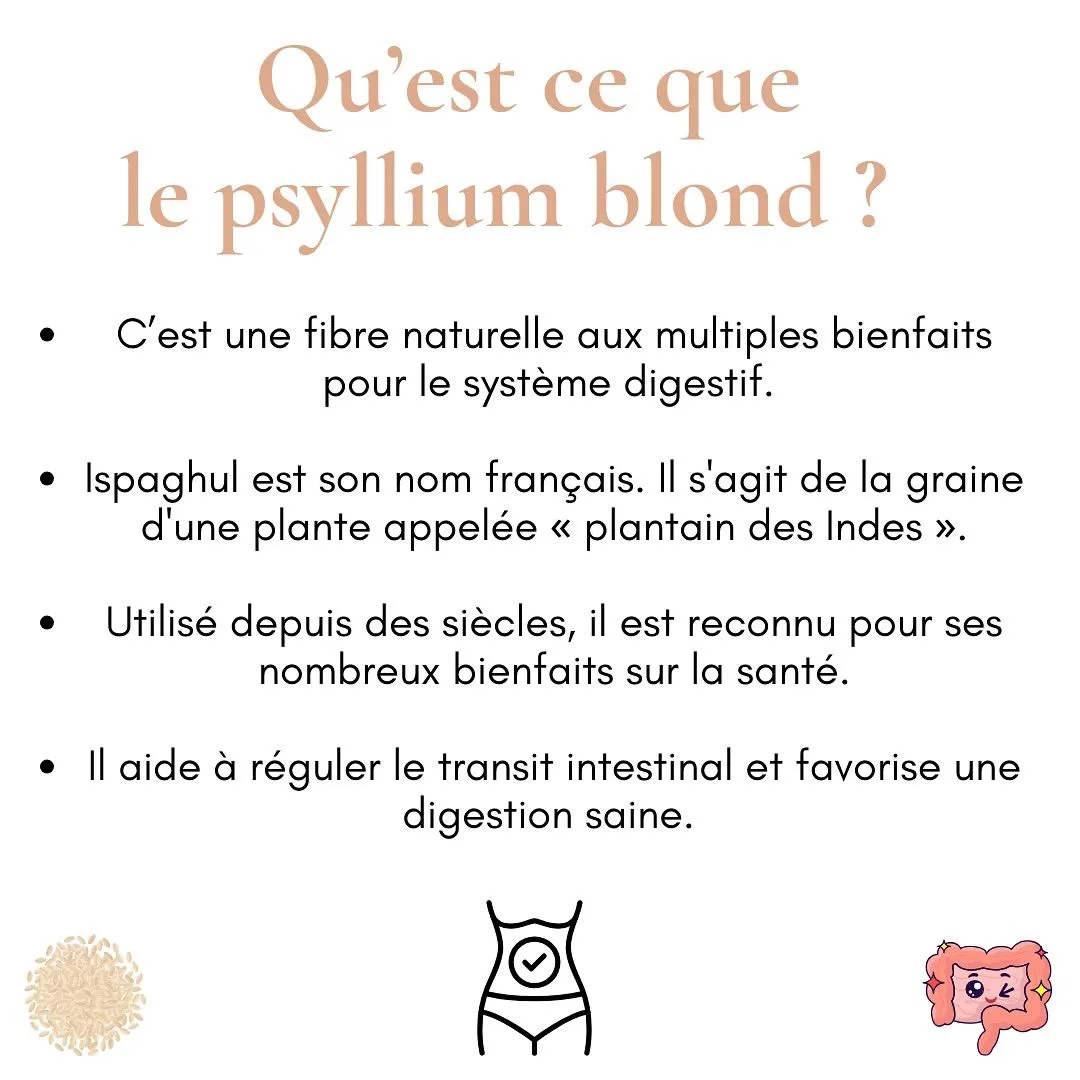 Qu’est ce que
le psyllium blond ?
• C’est une fibre naturelle aux multiples bienfaits
pour le système digestif.
• Ispaghul est son nom français. Il s'agit de la graine
d'une plante appelée « plantain des Indes ».
• Utilisé depuis des siècles, il est reconnu pour ses
nombreux bienfaits sur la santé.
• Il aide à réguler le transit intestinal et favorise une
digestion saine.